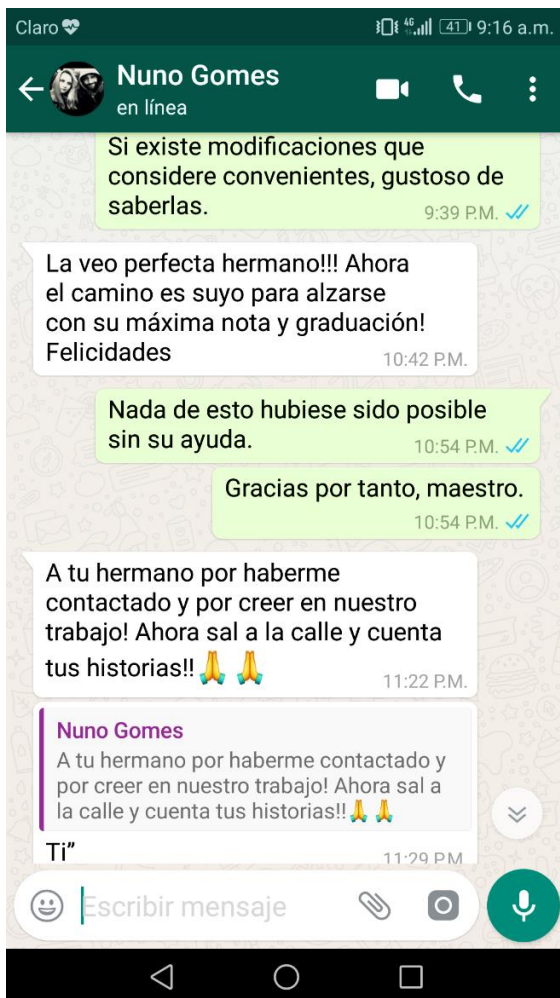 Claro
4G 41 9:16 a.m.
Nuno Gomes
en línea
Si existe modificaciones que
considere convenientes, gustoso de
saberlas.
9:39 P.M.
La veo perfecta hermano!!! Ahora
el camino es suyo para alzarse
con su máxima nota y graduación!
Felicidades
10:42 P.M.
Nada de esto hubiese sido posible
sin su ayuda.
10:54 P.M.
Gracias por tanto, maestro.
10:54 P.M.
A tu hermano por haberme
contactado y por creer en nuestro
trabajo! Ahora sal a la calle y cuenta
tus historias!!🙏🙏
11:22 P.M.
Nuno Gomes
A tu hermano por haberme contactado y
por creer en nuestro trabajo! Ahora sal a
la calle y cuenta tus historias!!🙏🙏
Ti”
11:29 P.M.
Escribir mensaje